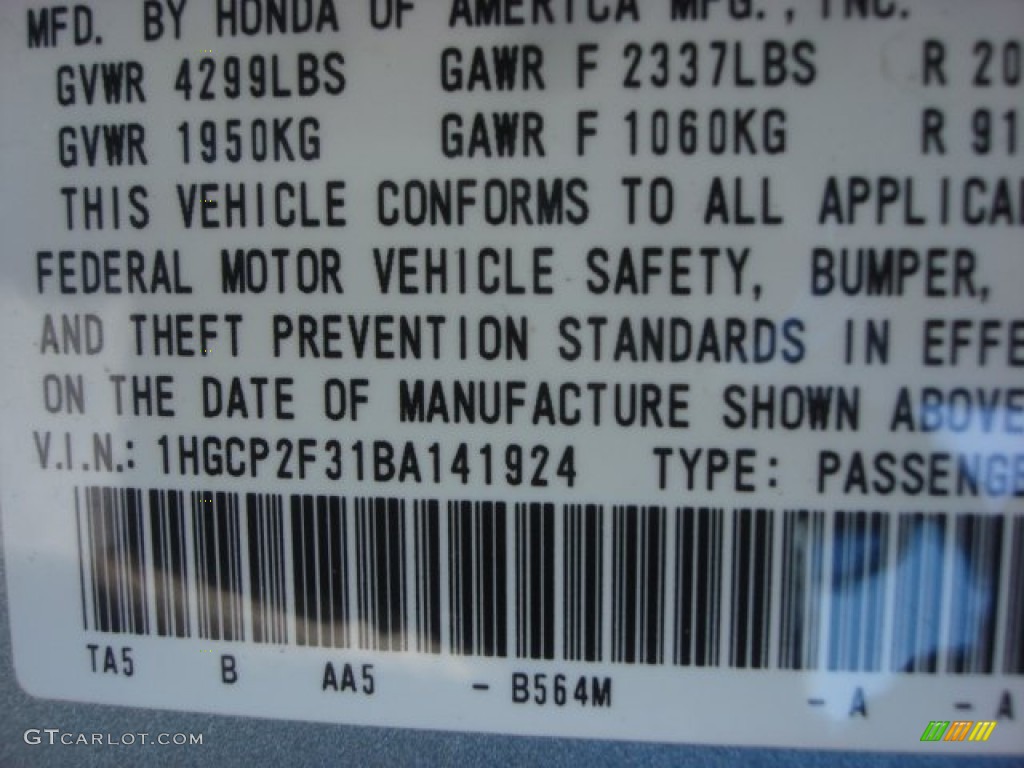 MFD. BY HONDA OF AMERICA MFG., INC.
GVWR 4299LBS GAWR F 2337LBS R 20
GVWR 1950KG GAWR F 1060KG R 91
THIS VEHICLE CONFORMS TO ALL APPLICA
FEDERAL MOTOR VEHICLE SAFETY, BUMPER,
AND THEFT PREVENTION STANDARDS IN EFFE
ON THE DATE OF MANUFACTURE SHOWN ABOVE
V.I.N.: 1HGCP2F31BA141924 TYPE: PASSENGE
TA5 B AA5 - B564M - A - A
GTCARLOT.COM